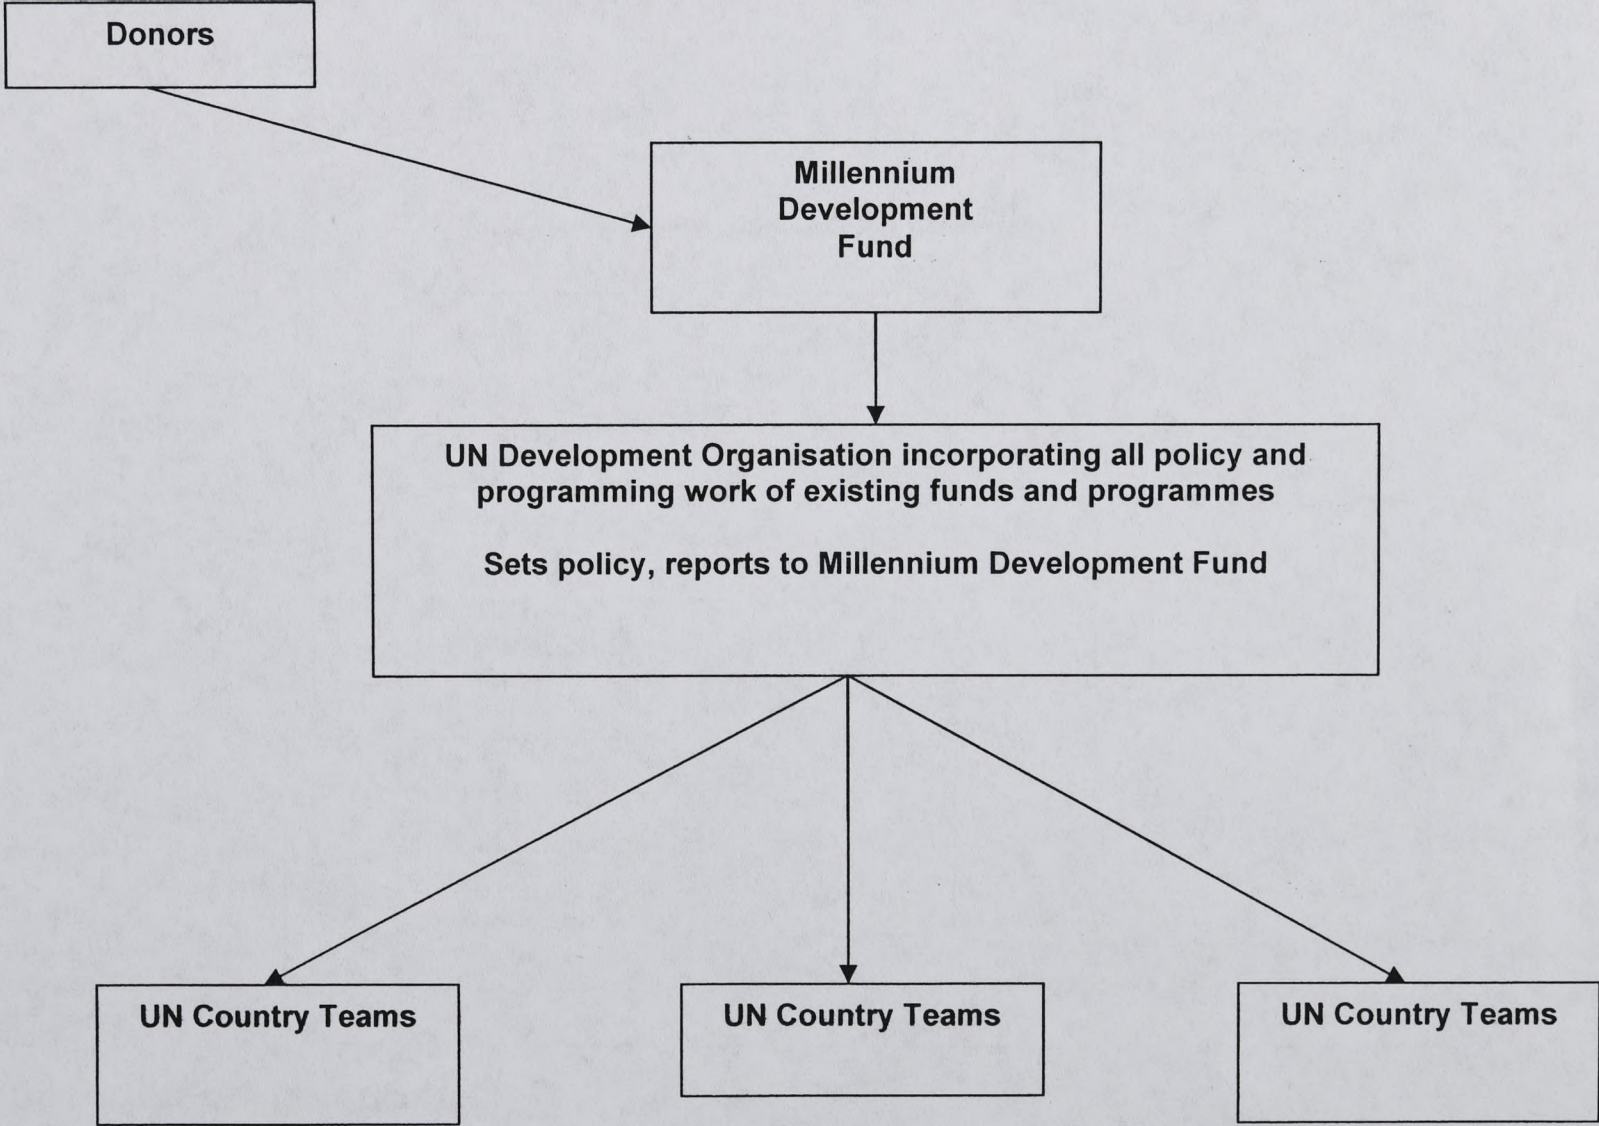 Donors
Millennium
Development
Fund
UN Development Organisation incorporating all policy and
programming work of existing funds and programmes
Sets policy, reports to Millennium Development Fund
UN Country Teams
UN Country Teams
UN Country Teams